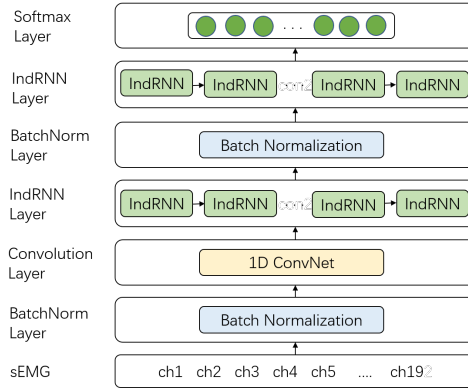 Softmax
Layer
. . .
IndRNN
Layer
IndRNN IndRNN IndRNN IndRNN
BatchNorm
Layer
Batch Normalization
IndRNN
Layer
IndRNN IndRNN IndRNN IndRNN
Convolution
Layer
1D ConvNet
BatchNorm
Layer
Batch Normalization
sEMG ch1 ch2 ch3 ch4 ch5 .... ch192